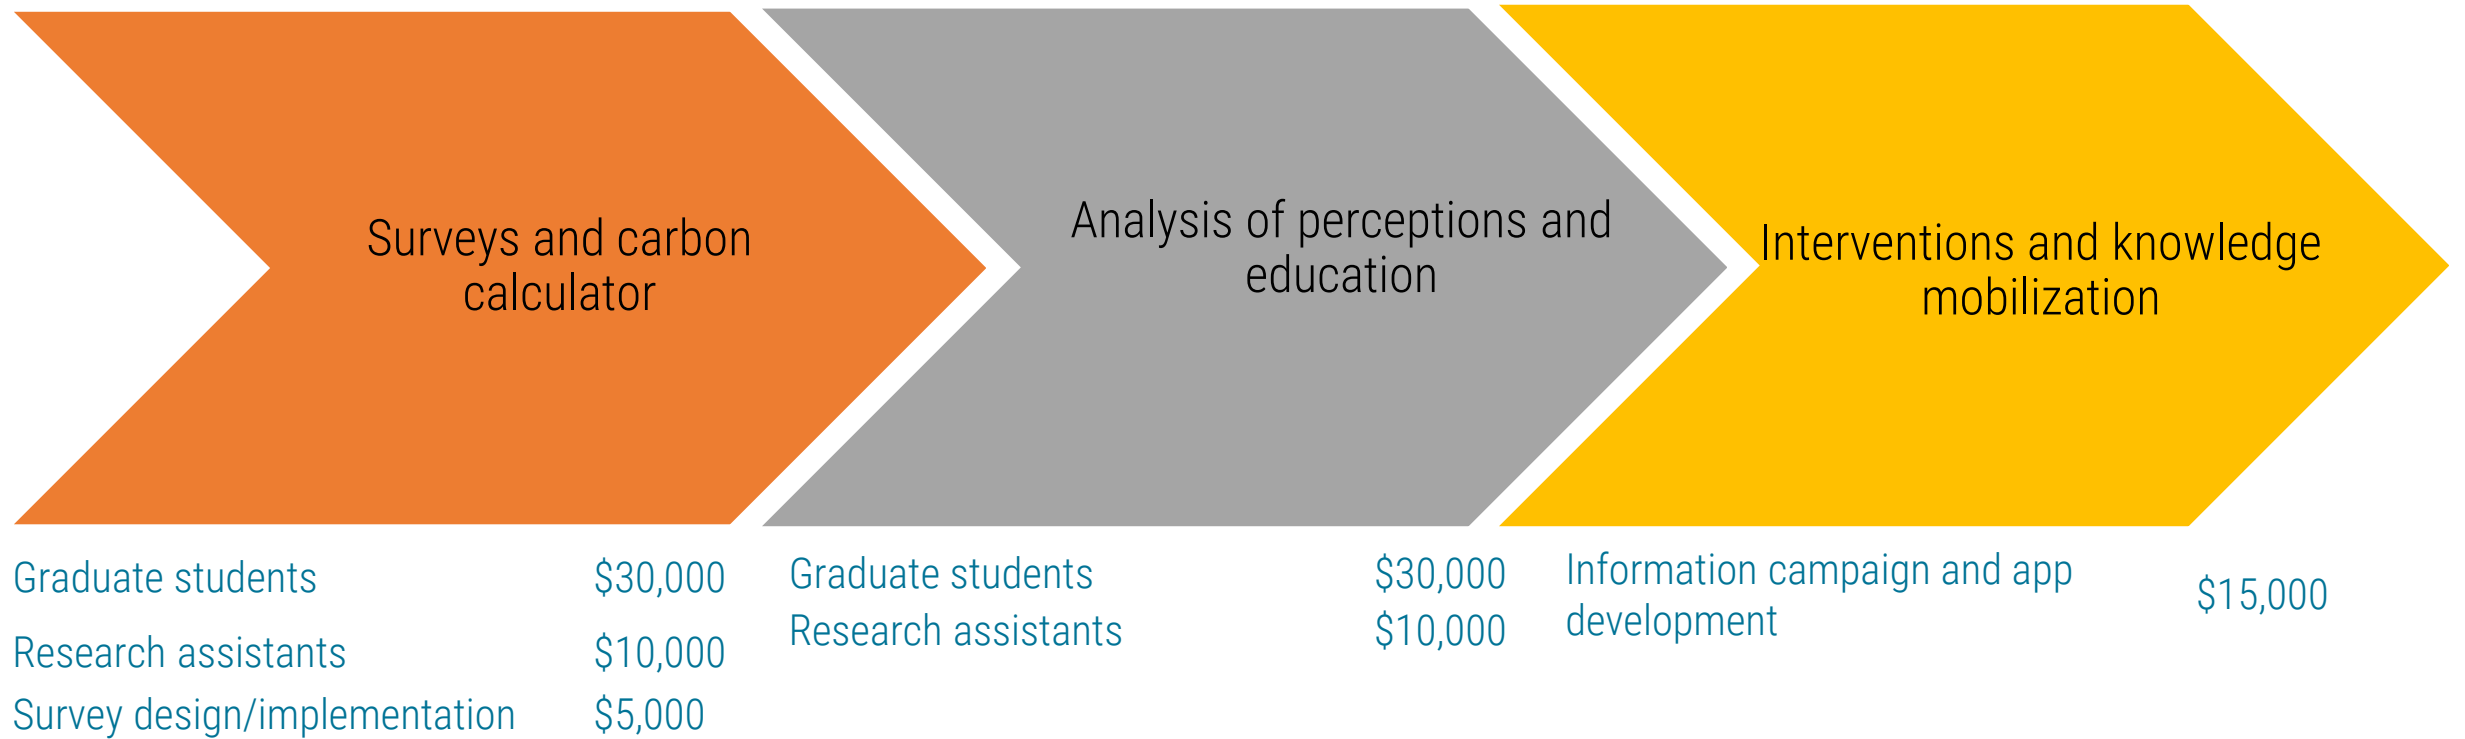 Surveys and carbon
calculator
Analysis of perceptions and
education
Interventions and knowledge
mobilization
Graduate students $30,000
Research assistants $10,000
Survey design/implementation $5,000
Graduate students $30,000
Research assistants $10,000
Information campaign and app
development
$15,000